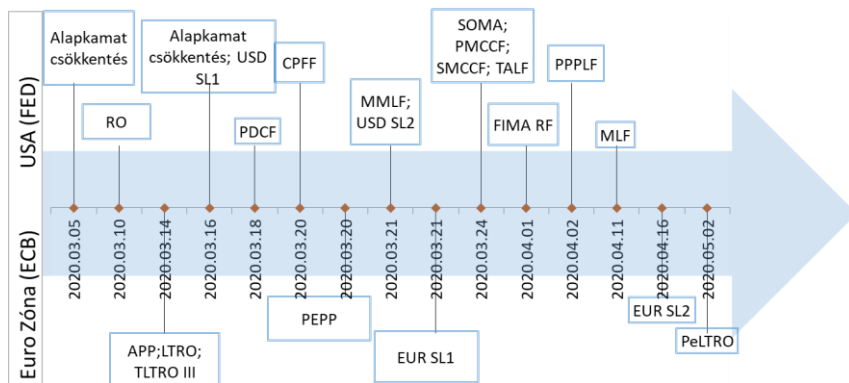 USA (FED)
Euro Zóna (ECB)
Alapkamat
csökkentés
RO
Alapkamat
csökkentés; USD
SL1
PDCF
CPFF
MMLF;
USD SL2
SOMA;
PMCCF;
SMCCF; TALF
FIMA RF
PPPLF
MLF
2020.03.05
2020.03.10
2020.03.14
2020.03.16
2020.03.18
2020.03.20
2020.03.20
2020.03.21
2020.03.21
2020.03.24
2020.04.01
2020.04.02
2020.04.11
2020.04.16
2020.05.02
APP;LTRO;
TLTRO III
PEPP
EUR SL1
EUR SL2
PeLTRO